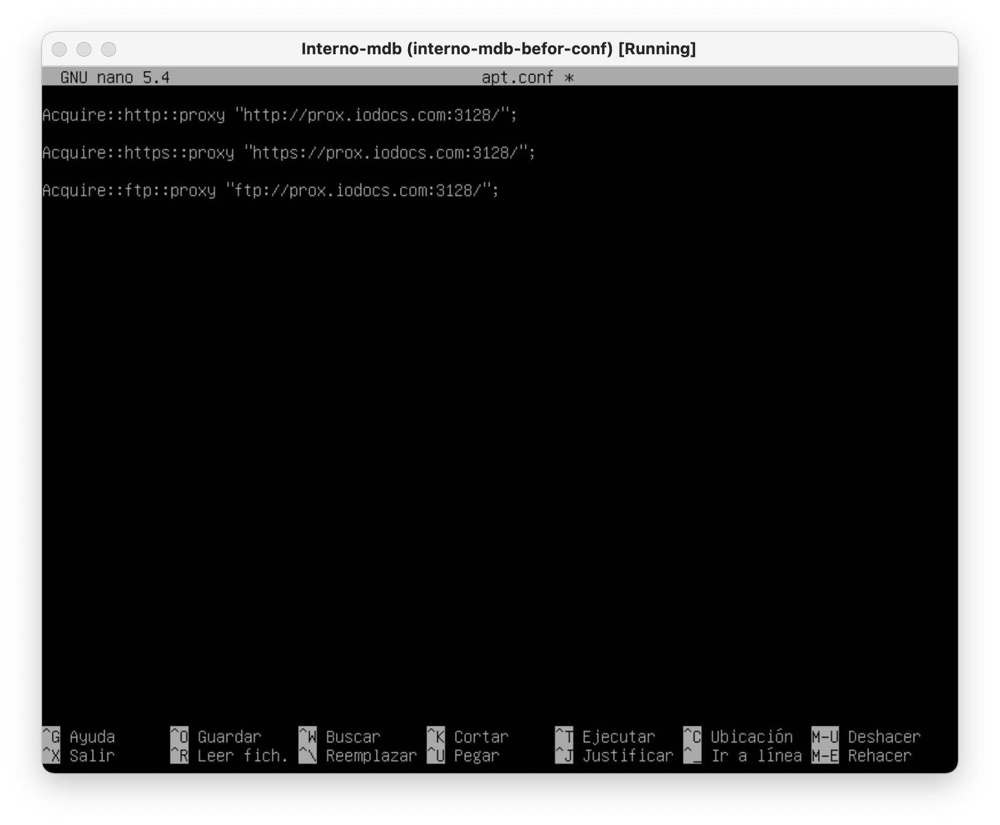 Interno-mdb (interno-mdb-befor-conf) [Running]
GNU nano 5.4 apt.conf *
Acquire::http::proxy "http://prox.iodocs.com:3128/";
Acquire::https::proxy "https://prox.iodocs.com:3128/";
Acquire::ftp::proxy "ftp://prox.iodocs.com:3128/";
^G Ayuda ^O Guardar ^W Buscar ^K Cortar ^T Ejecutar ^C Ubicación M-U Deshacer
^X Salir ^R Leer fich. ^\ Reemplazar ^U Pegar ^J Justificar ^_ Ir a línea M-E Rehacer